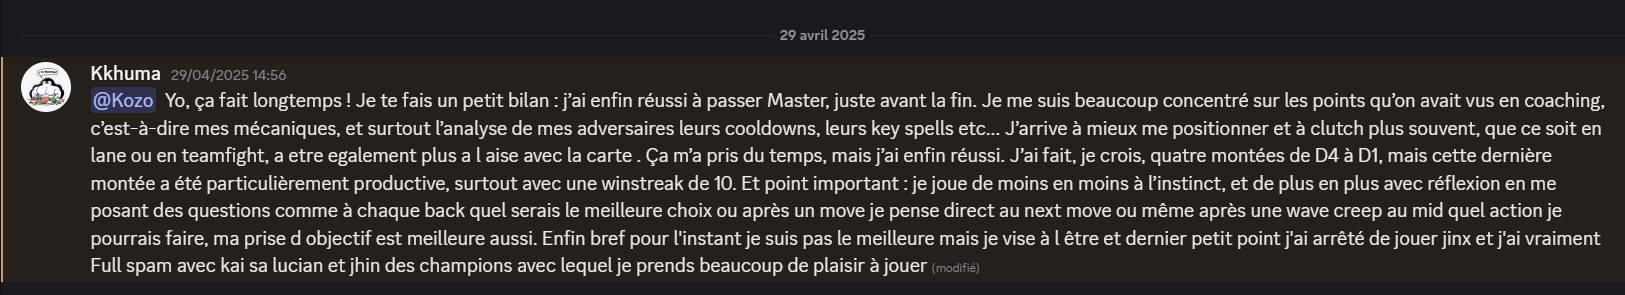 29 avril 2025
Kkhuma 29/04/2025 14:56
@Kozo Yo, ça fait longtemps ! Je te fais un petit bilan : j’ai enfin réussi à passer Master, juste avant la fin. Je me suis beaucoup concentré sur les points qu’on avait vus en coaching,
c’est-à-dire mes mécaniques, et surtout l’analyse de mes adversaires leurs cooldowns, leurs key spells etc... J’arrive à mieux me positionner et à clutch plus souvent, que ce soit en
lane ou en teamfight, a etre egalement plus a l aise avec la carte . Ça m’a pris du temps, mais j’ai enfin réussi. J’ai fait, je crois, quatre montées de D4 à D1, mais cette dernière
montée a été particulièrement productive, surtout avec une winstreak de 10. Et point important : je joue de moins en moins à l’instinct, et de plus en plus avec réflexion en me
posant des questions comme à chaque back quel serais le meilleure choix ou après un move je pense direct au next move ou même après une wave creep au mid quel action je
pourrais faire, ma prise d objectif est meilleure aussi. Enfin bref pour l'instant je suis pas le meilleure mais je vise à l être et dernier petit point j'ai arrêté de jouer jinx et j'ai vraiment
Full spam avec kai sa lucian et jhin des champions avec lequel je prends beaucoup de plaisir à jouer (modifié)